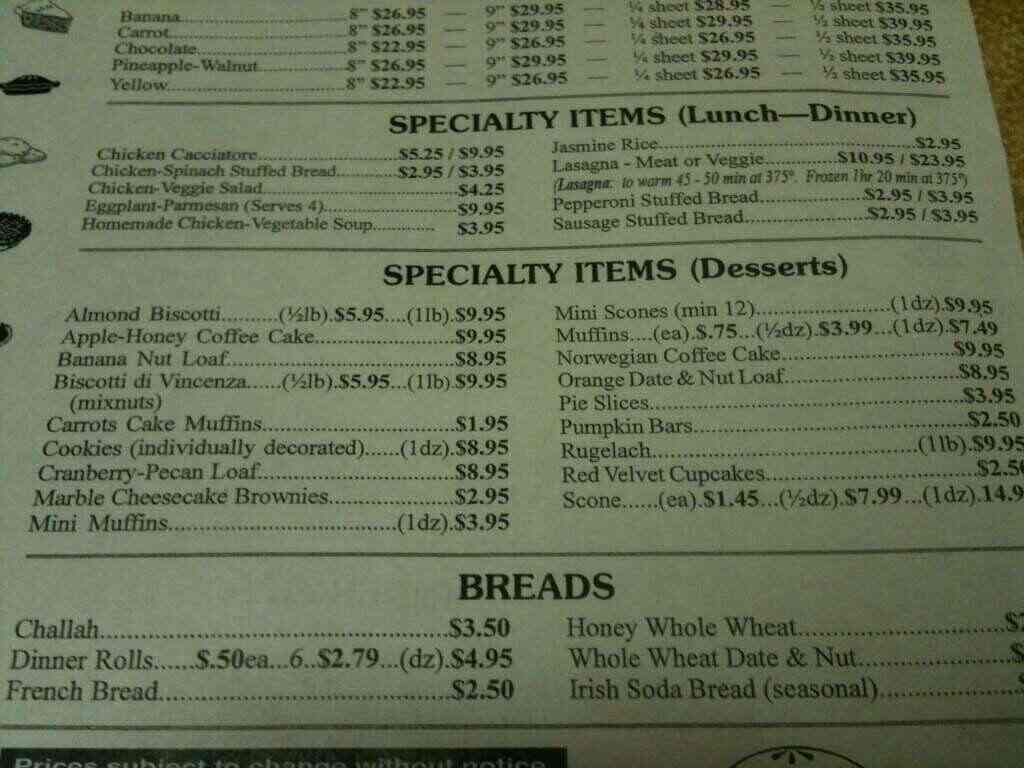 Banana 8" $26.95 — 9" $29.95 — ¼ sheet $28.95 — ½ sheet $35.95
Carrot 8" $26.95 — 9" $29.95 — ¼ sheet $29.95 — ½ sheet $39.95
Chocolate 8" $22.95 — 9" $26.95 — ¼ sheet $26.95 — ½ sheet $35.95
Pineapple-Walnut 8" $26.95 — 9" $29.95 — ¼ sheet $29.95 — ½ sheet $39.95
Yellow 8" $22.95 — 9" $26.95 — ¼ sheet $26.95 — ½ sheet $35.95
SPECIALTY ITEMS (Lunch—Dinner)
Chicken Cacciatore $5.25 / $9.95
Chicken-Spinach Stuffed Bread $2.95 / $3.95
Chicken-Veggie Salad $4.25
Eggplant-Parmesan (Serves 4) $9.95
Homemade Chicken-Vegetable Soup $3.95
Jasmine Rice $2.95
Lasagna - Meat or Veggie $10.95 / $23.95
(Lasagna: to warm 45 - 50 min at 375°. Frozen 1hr 20 min at 375°)
Pepperoni Stuffed Bread $2.95 / $3.95
Sausage Stuffed Bread $2.95 / $3.95
SPECIALTY ITEMS (Desserts)
Almond Biscotti.........(½lb).$5.95....(1lb).$9.95
Apple-Honey Coffee Cake $9.95
Banana Nut Loaf $8.95
Biscotti di Vincenza.....(½lb).$5.95...(1lb).$9.95
(mixnuts)
Carrots Cake Muffins $1.95
Cookies (individually decorated)......(1dz).$8.95
Cranberry-Pecan Loaf $8.95
Marble Cheesecake Brownies $2.95
Mini Muffins (1dz).$3.95
Mini Scones (min 12) (1dz).$9.95
Muffins....(ea).$.75...(½dz).$3.99...(1dz).$7.49
Norwegian Coffee Cake $9.95
Orange Date & Nut Loaf $8.95
Pie Slices $3.95
Pumpkin Bars $2.50
Rugelach (1lb).$9.95
Red Velvet Cupcakes
Scone.....(ea).$1.45...(½dz).$7.99...(1dz).14.9
BREADS
Challah $3.50
Dinner Rolls......$.50ea...6..$2.79...(dz).$4.95
French Bread $2.50
Honey Whole Wheat
Whole Wheat Date & Nut
Irish Soda Bread (seasonal)
Prices subject to change without notice